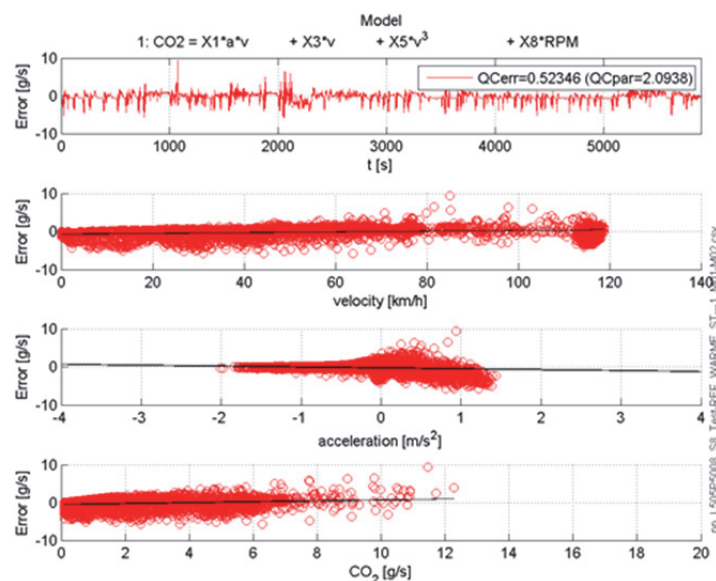 Model
1: CO2 = X1*a*v + X3*v + X5*v³ + X8*RPM
Error [g/s]
10
0
-10
QCerr=0.52346 (QCpar=2.0938)
0 1000 2000 3000 4000 5000
t [s]
Error [g/s]
10
0
-10
0 20 40 60 80 100 120 140
velocity [km/h]
Error [g/s]
10
0
-10
-4 -3 -2 -1 0 1 2 3 4
acceleration [m/s²]
Error [g/s]
10
0
-10
0 2 4 6 8 10 12 14 16 18 20
CO₂ [g/s]